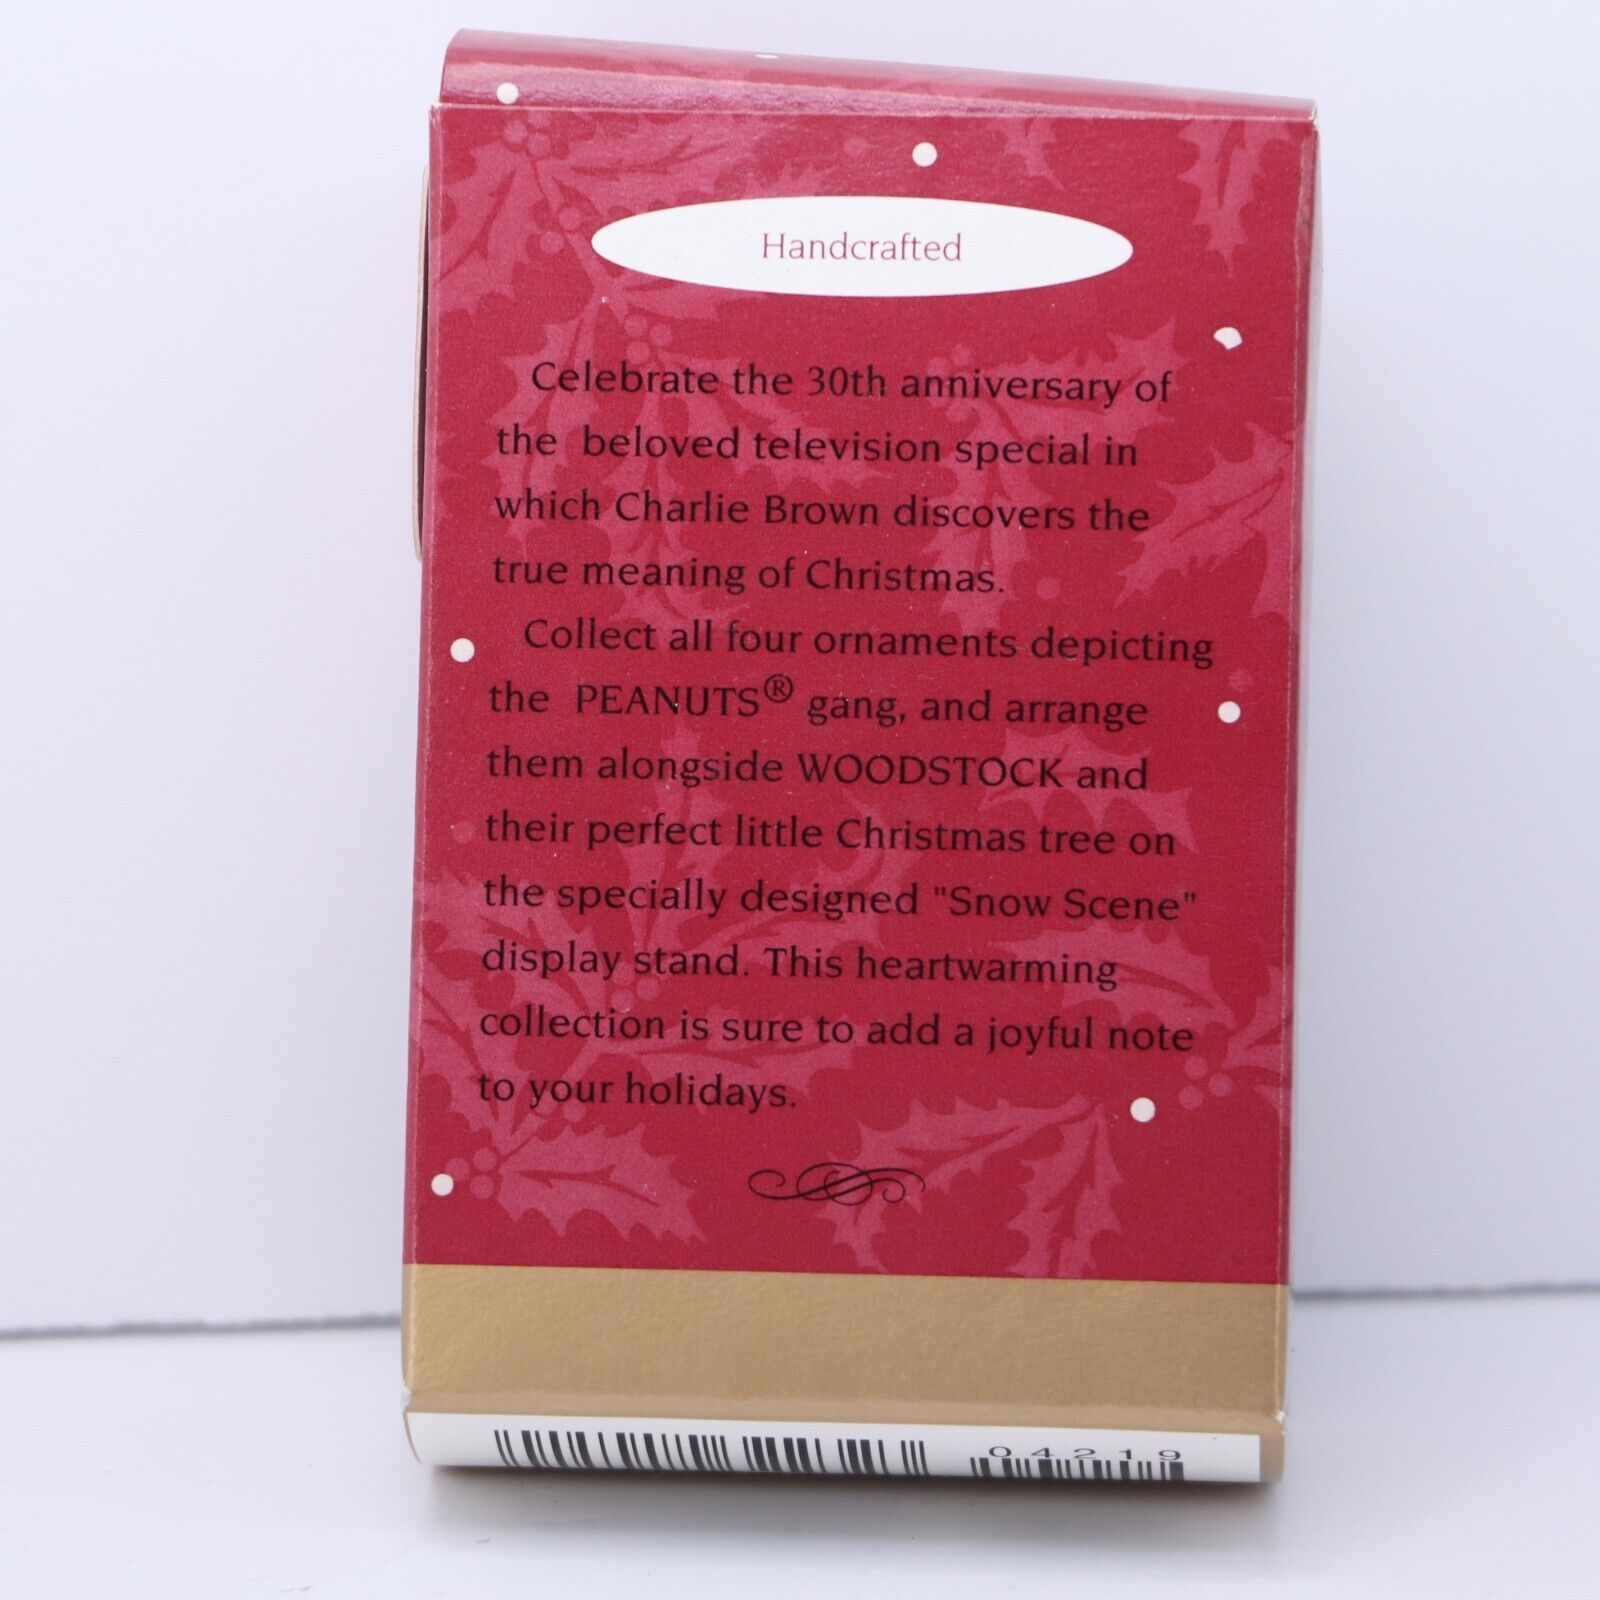 Handcrafted
Celebrate the 30th anniversary of
the beloved television special in
which Charlie Brown discovers the
true meaning of Christmas.
Collect all four ornaments depicting
the PEANUTS® gang, and arrange
them alongside WOODSTOCK and
their perfect little Christmas tree on
the specially designed "Snow Scene"
display stand. This heartwarming
collection is sure to add a joyful note
to your holidays.
04219